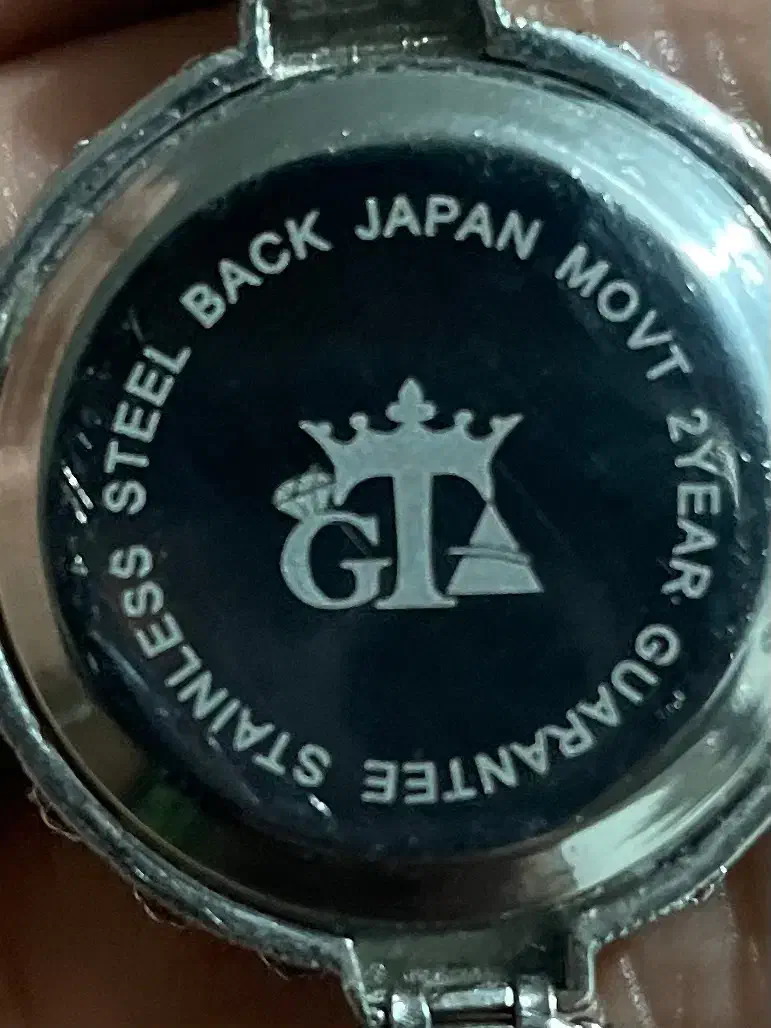 STAINLESS STEEL BACK JAPAN MOVT 2YEAR GUARANTEE
GTA